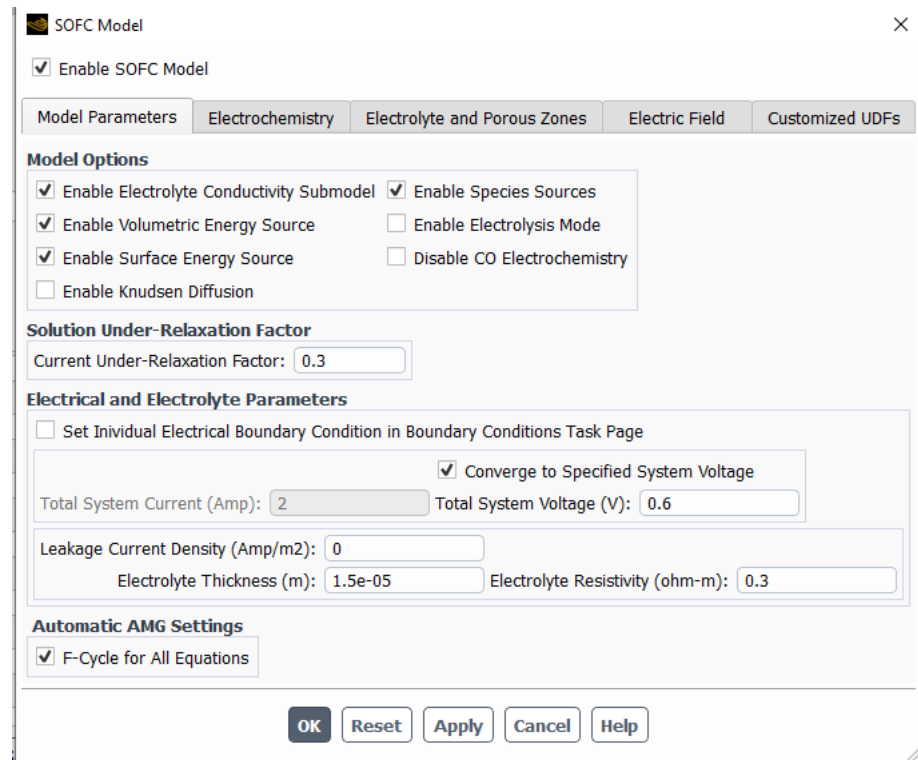 SOFC Model
Enable SOFC Model
Model Parameters Electrochemistry Electrolyte and Porous Zones Electric Field Customized UDFs
Model Options
Enable Electrolyte Conductivity Submodel Enable Species Sources
Enable Volumetric Energy Source Enable Electrolysis Mode
Enable Surface Energy Source Disable CO Electrochemistry
Enable Knudsen Diffusion
Solution Under-Relaxation Factor
Current Under-Relaxation Factor: 0.3
Electrical and Electrolyte Parameters
Set Inividual Electrical Boundary Condition in Boundary Conditions Task Page
Converge to Specified System Voltage
Total System Current (Amp): 2 Total System Voltage (V): 0.6
Leakage Current Density (Amp/m2): 0
Electrolyte Thickness (m): 1.5e-05 Electrolyte Resistivity (ohm-m): 0.3
Automatic AMG Settings
F-Cycle for All Equations
OK Reset Apply Cancel Help